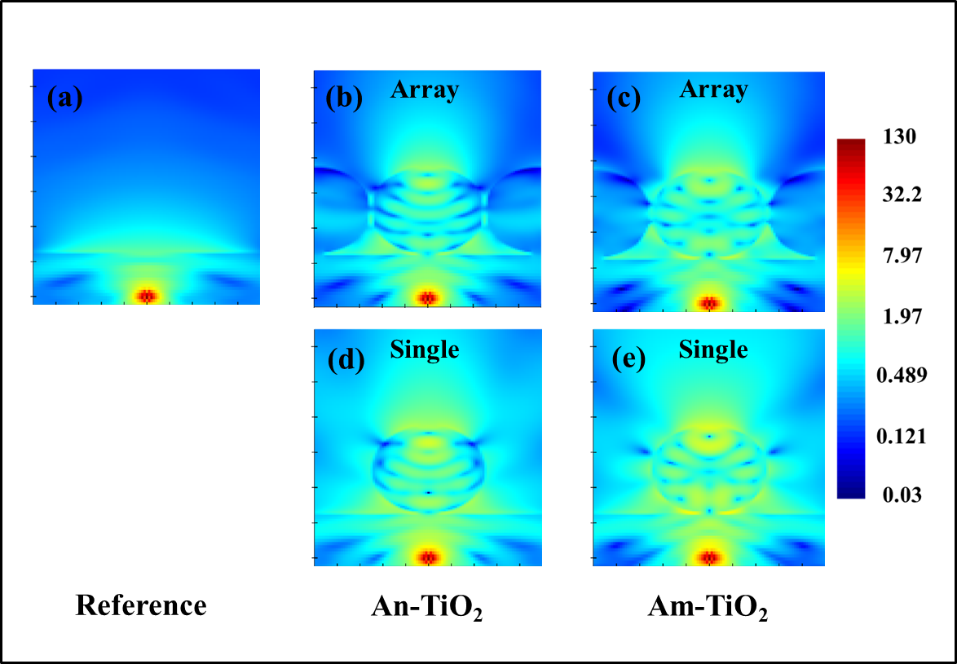 (a)
(b) Array
(c) Array
130
32.2
7.97
1.97
0.489
0.121
0.03
(d) Single
(e) Single
Reference
An-TiO₂
Am-TiO₂